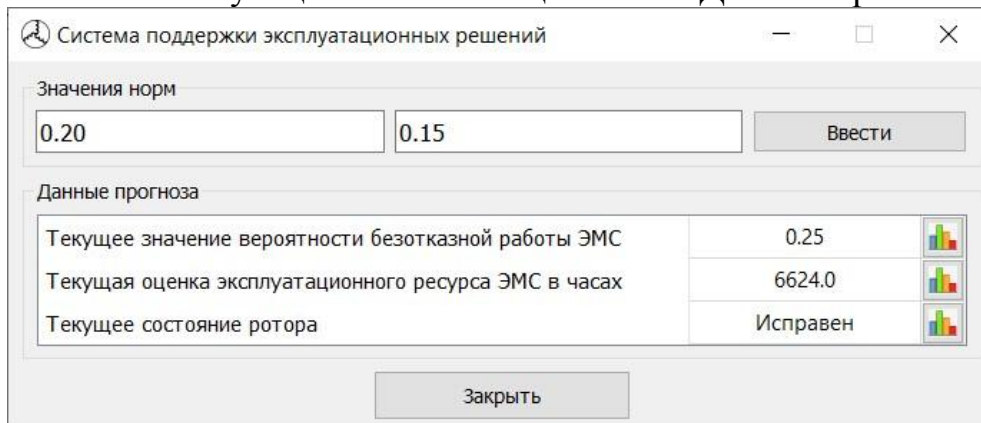 Система поддержки эксплуатационных решений
Значения норм
0.20 0.15 Ввести
Данные прогноза
Текущее значение вероятности безотказной работы ЭМС 0.25
Текущая оценка эксплуатационного ресурса ЭМС в часах 6624.0
Текущее состояние ротора Исправен
Закрыть